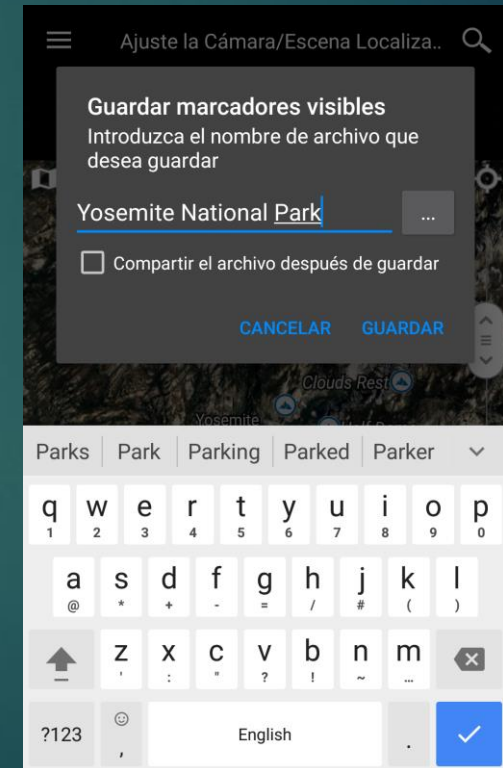 Ajuste la Cámara/Escena Localiza..
Guardar marcadores visibles
Introduzca el nombre de archivo que
desea guardar
Yosemite National Park
...
Compartir el archivo después de guardar
CANCELAR GUARDAR
Clouds Rest
Yosemite
Parks Park Parking Parked Parker
q w e r t y u i o p
1 2 3 4 5 6 7 8 9 0
a s d f g h j k l
@ * + - = / # ( )
z x c v b n m
' : " ? ! ~ ...
?123 , English .